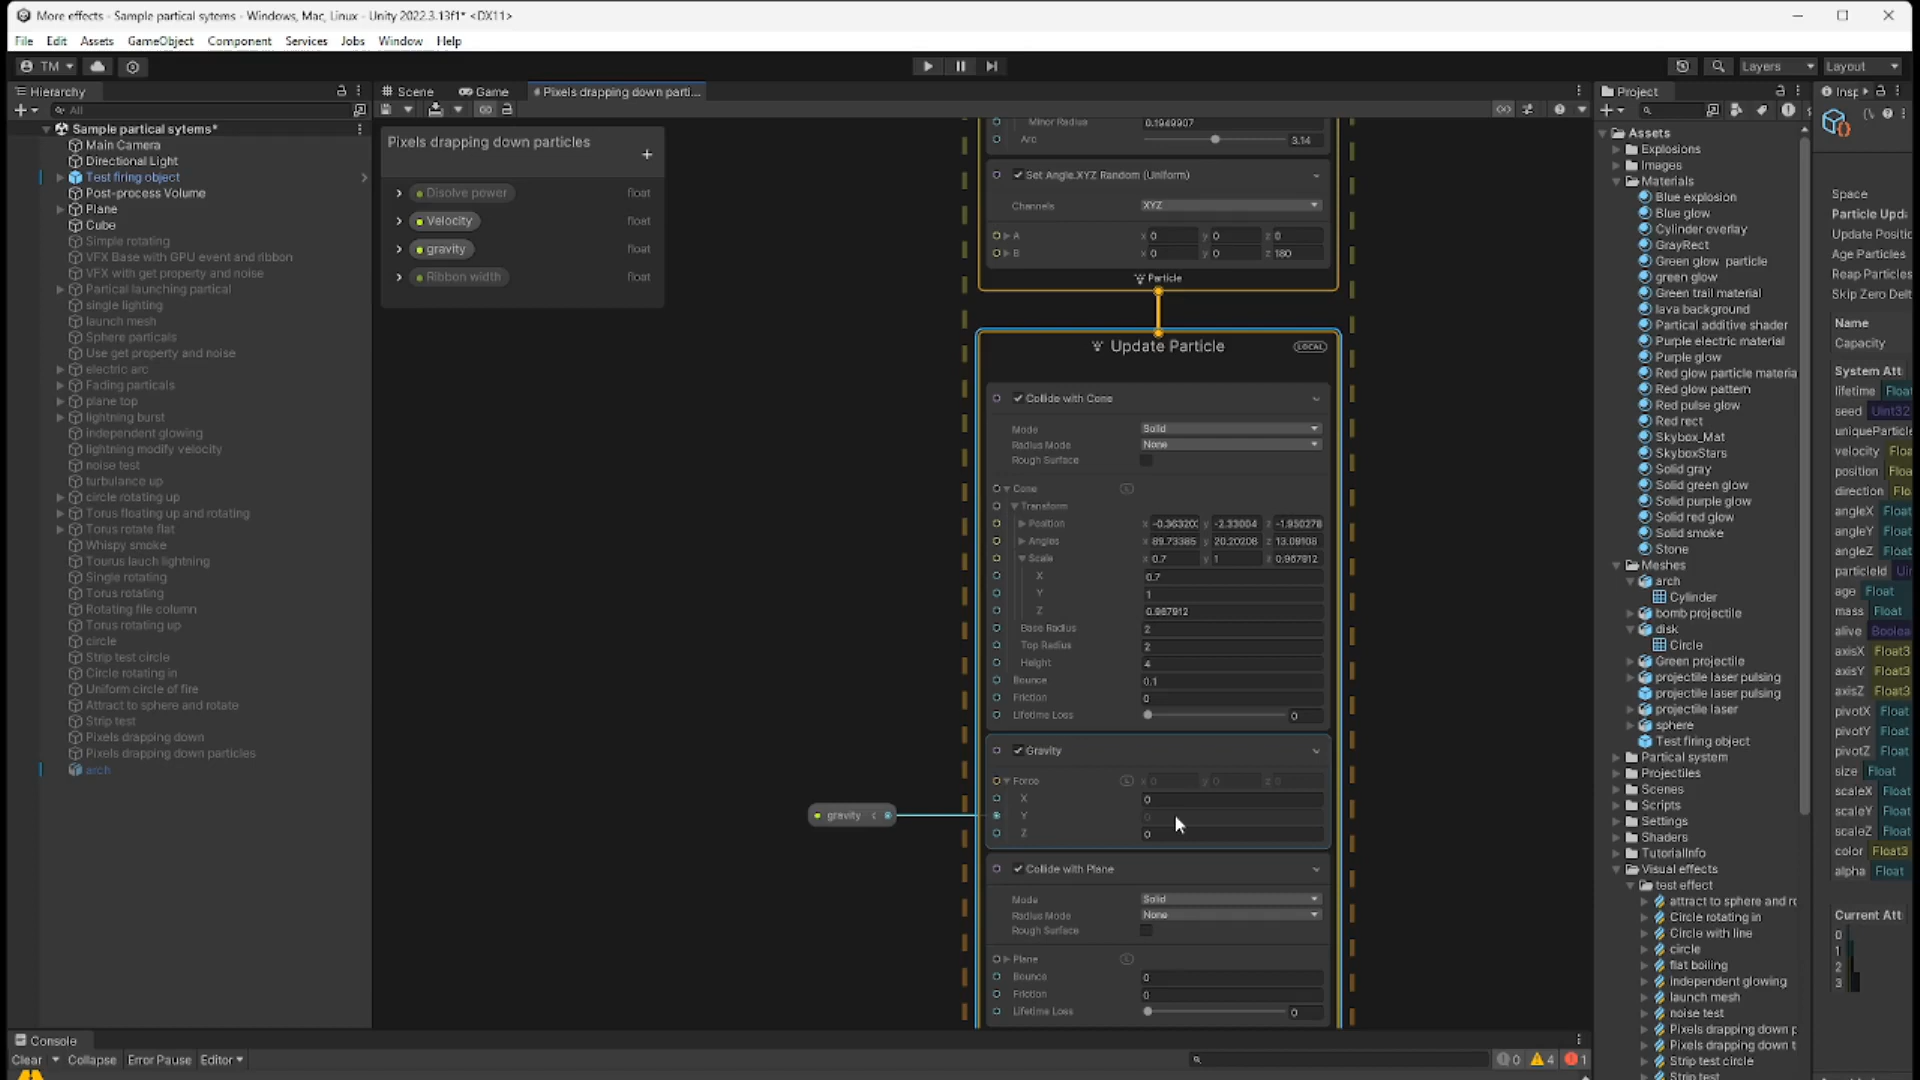 More effects - Sample partical sytems - Windows, Mac, Linux - Unity 2022.3.13f1* <DX11>
File Edit Assets GameObject Component Services Jobs Window Help
TM
Layers Layout
Hierarchy
All
Sample partical sytems*
Main Camera
Directional Light
Test firing object
Post-process Volume
Plane
Cube
Simple rotating
VFX Base with GPU event and ribbon
VFX with get property and noise
Partical launching partical
single lighting
launch mesh
Sphere particals
Use get property and noise
electric arc
Fading particals
plane top
lightning burst
independent glowing
lightning modify velocity
noise test
turbulance up
circle rotating up
Torus floating up and rotating
Torus rotate flat
Whispy smoke
Tourus lauch lightning
Single rotating
Torus rotating
Rotating file column
Torus rotating up
circle
Strip test circle
Circle rotating in
Uniform circle of fire
Attract to sphere and rotate
Strip test
Pixels drapping down
Pixels drapping down particles
arch
Scene Game Pixels drapping down parti...
Pixels drapping down particles
Disolve power float
Velocity float
gravity float
Ribbon width float
Minor Radius 0.1949907
Arc 3.14
Set Angle.XYZ Random (Uniform)
Channels XYZ
A x 0 y 0 z 0
B x 0 y 0 z 180
Particle
Update Particle LOCAL
Collide with Cone
Mode Solid
Radius Mode None
Rough Surface
Cone L
Transform
Position x -0.36320 y -2.33004 z -1.930278
Angles x 89.73385 y 20.20206 z 13.09108
Scale x 0.7 y 1 z 0.967912
X 0.7
Y 1
Z 0.967912
Base Radius 2
Top Radius 2
Height 4
Bounce 0.1
Friction 0
Lifetime Loss 0
Gravity
Force L x 0 y 0 z 0
X 0
gravity Y 0
Z 0
Collide with Plane
Mode Solid
Radius Mode None
Rough Surface
Plane L
Bounce 0
Friction 0
Lifetime Loss 0
Project
Assets
Explosions
Images
Materials
Blue explosion
Blue glow
Cylinder overlay
GrayRect
Green glow particle
green glow
Green trail material
lava background
Partical additive shader
Purple electric material
Purple glow
Red glow particle materia
Red glow pattern
Red pulse glow
Red rect
Skybox_Mat
SkyboxStars
Solid gray
Solid green glow
Solid purple glow
Solid red glow
Solid smoke
Stone
Meshes
arch
Cylinder
bomb projectile
disk
Circle
Green projectile
projectile laser pulsing
projectile laser pulsing
projectile laser
sphere
Test firing object
Partical system
Projectiles
Scenes
Scripts
Settings
Shaders
TutorialInfo
Visual effects
test effect
attract to sphere and ro
Circle rotating in
Circle with line
circle
flat boiling
independent glowing
launch mesh
noise test
Pixels drapping down p
Pixels drapping down t
Strip test circle
Strip test
Insp
Space
Particle Upda
Update Positic
Age Particles
Reap Particles
Skip Zero Delt
Name
Capacity
System Att
lifetime Float
seed Uint32
uniqueParticle
velocity Floa
position Floa
direction Flo
angleX Float
angleY Float
angleZ Float
particleId Uin
age Float
mass Float
alive Boolea
axisX Float3
axisY Float3
axisZ Float3
pivotX Float
pivotY Float
pivotZ Float
size Float
scaleX Float
scaleY Float
scaleZ Float
color Float3
alpha Float
Current Att
0
1
2
3
Console
Clear Collapse Error Pause Editor 0 4 1